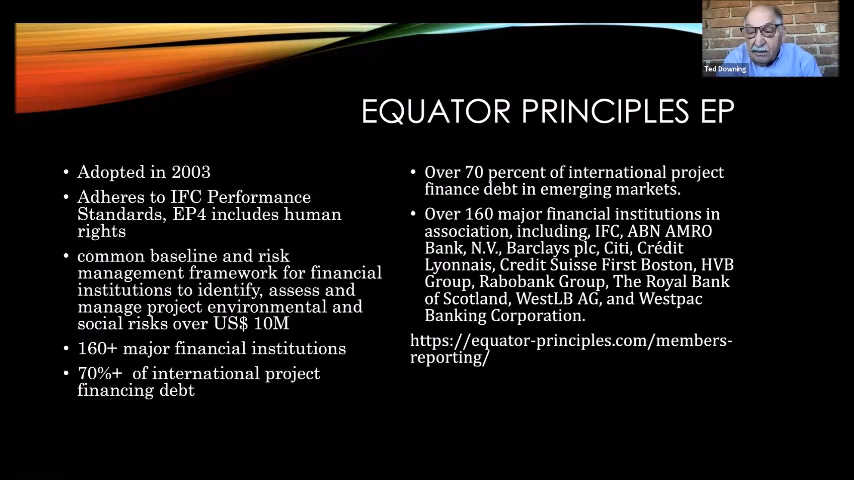 Ted Downing
EQUATOR PRINCIPLES EP
• Adopted in 2003
• Adheres to IFC Performance
Standards, EP4 includes human
rights
• common baseline and risk
management framework for financial
institutions to identify, assess and
manage project environmental and
social risks over US$ 10M
• 160+ major financial institutions
• 70%+ of international project
financing debt
• Over 70 percent of international project
finance debt in emerging markets.
• Over 160 major financial institutions in
association, including, IFC, ABN AMRO
Bank, N.V., Barclays plc, Citi, Crédit
Lyonnais, Credit Suisse First Boston, HVB
Group, Rabobank Group, The Royal Bank
of Scotland, WestLB AG, and Westpac
Banking Corporation.
https://equator-principles.com/members-
reporting/